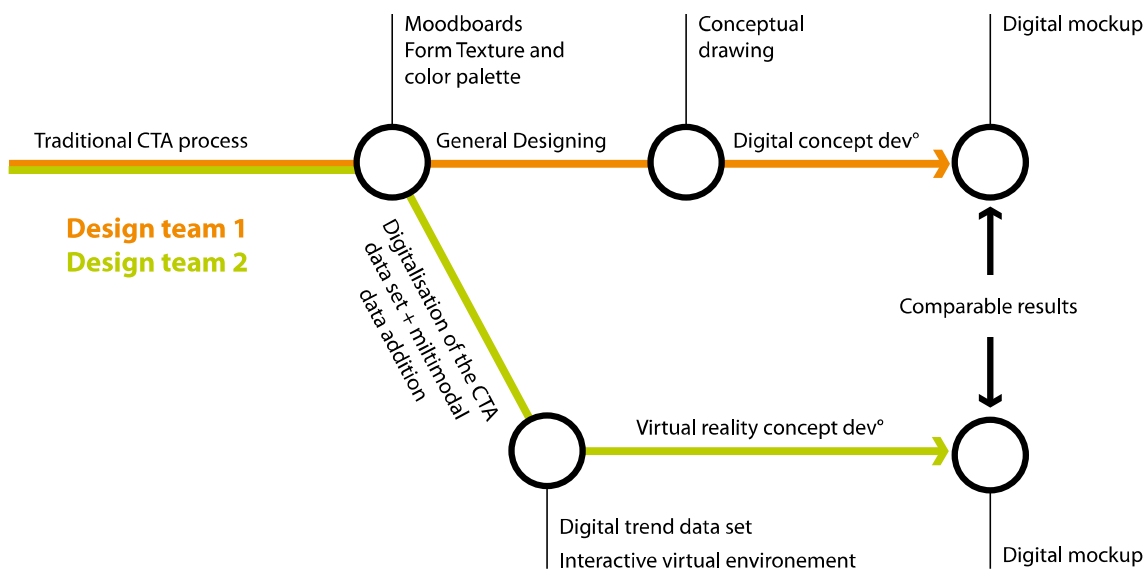 Moodboards
Form Texture and
color palette
Conceptual
drawing
Digital mockup
Traditional CTA process
General Designing
Digital concept dev°
Design team 1
Design team 2
Digitalisation of the CTA
data set + miltimodal
data addition
Comparable results
Virtual reality concept dev°
Digital trend data set
Interactive virtual environement
Digital mockup